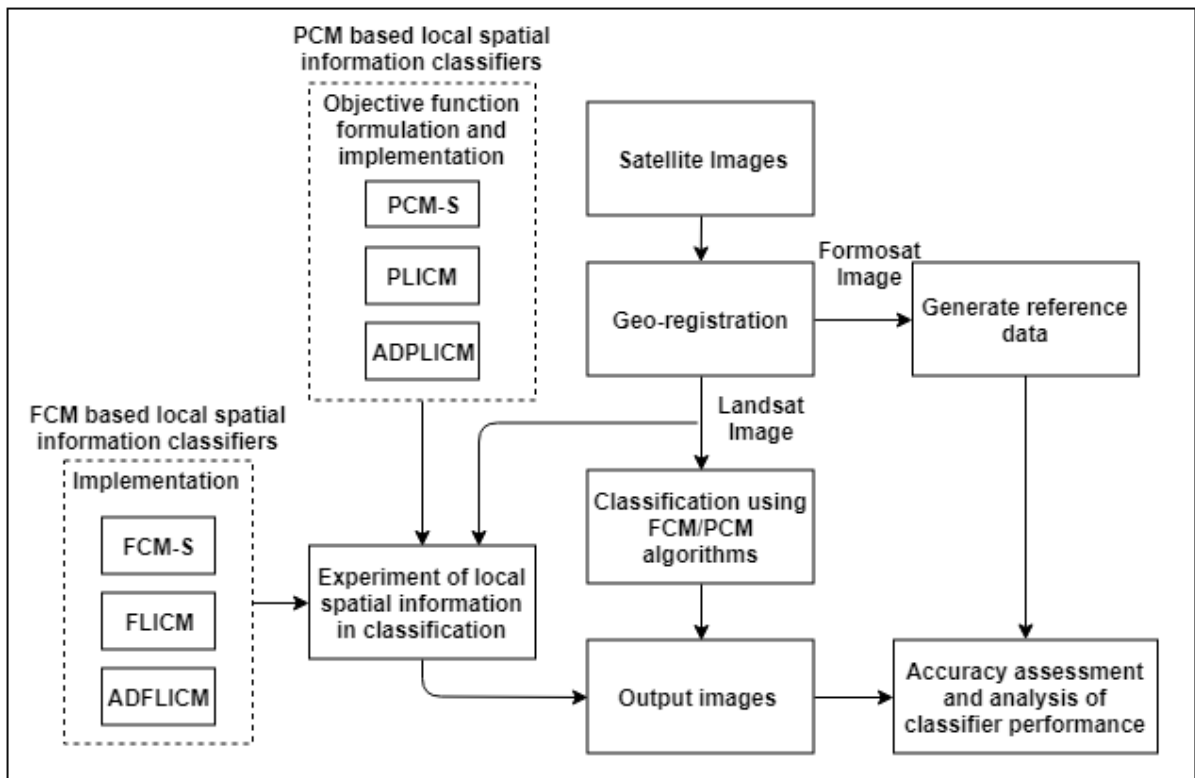 PCM based local spatial
information classifiers
Objective function
formulation and
implementation
PCM-S
PLICM
ADPLICM
Satellite Images
Geo-registration
Formosat
Image
Generate reference
data
Landsat
Image
FCM based local spatial
information classifiers
Implementation
FCM-S
FLICM
ADFLICM
Experiment of local
spatial information
in classification
Classification using
FCM/PCM
algorithms
Output images
Accuracy assessment
and analysis of
classifier performance